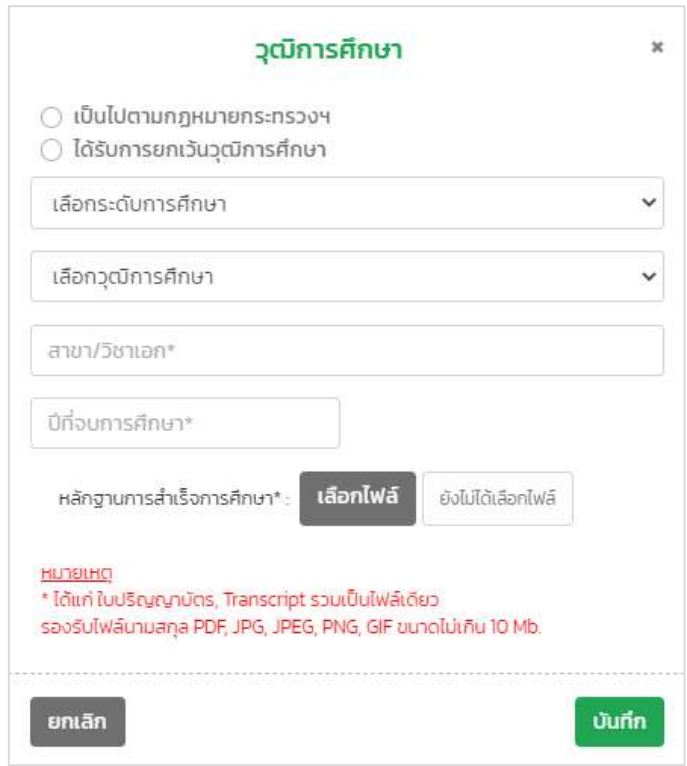 วุฒิการศึกษา
×
เป็นไปตามกฎหมายกระทรวงฯ
ได้รับการยกเว้นวุฒิการศึกษา
เลือกระดับการศึกษา
เลือกวุฒิการศึกษา
สาขา/วิชาเอก*
ปีที่จบการศึกษา*
หลักฐานการสำเร็จการศึกษา* : เลือกไฟล์ ยังไม่ได้เลือกไฟล์
หมายเหตุ
* ได้แก่ ใบปริญญาบัตร, Transcript รวมเป็นไฟล์เดียว
รองรับไฟล์นามสกุล PDF, JPG, JPEG, PNG, GIF ขนาดไม่เกิน 10 Mb.
ยกเลิก บันทึก